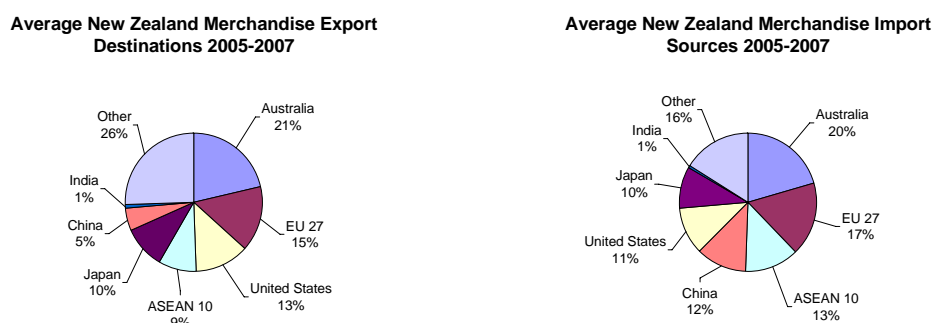 Average New Zealand Merchandise Export
Destinations 2005-2007
Other
26%
Australia
21%
India
1%
China
5%
EU 27
15%
Japan
10%
United States
13%
ASEAN 10
9%
Average New Zealand Merchandise Import
Sources 2005-2007
Other
16%
Australia
20%
India
1%
Japan
10%
EU 27
17%
United States
11%
China
12%
ASEAN 10
13%